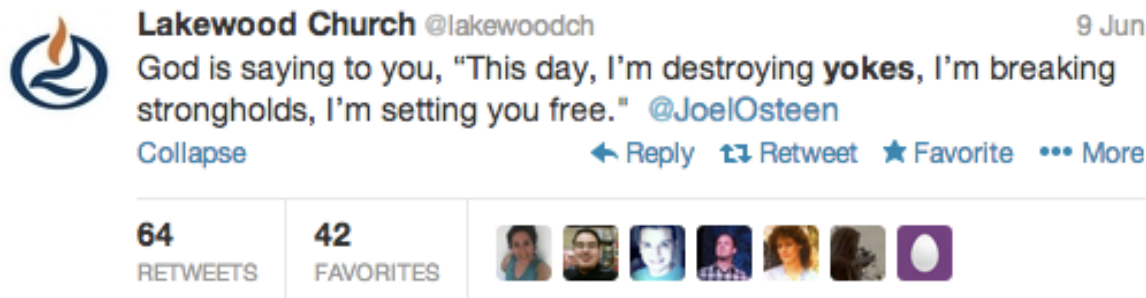 Lakewood Church @lakewoodch 9 Jun
God is saying to you, “This day, I’m destroying yokes, I’m breaking
strongholds, I’m setting you free." @JoelOsteen
Collapse Reply Retweet Favorite ••• More
64 42
RETWEETS FAVORITES